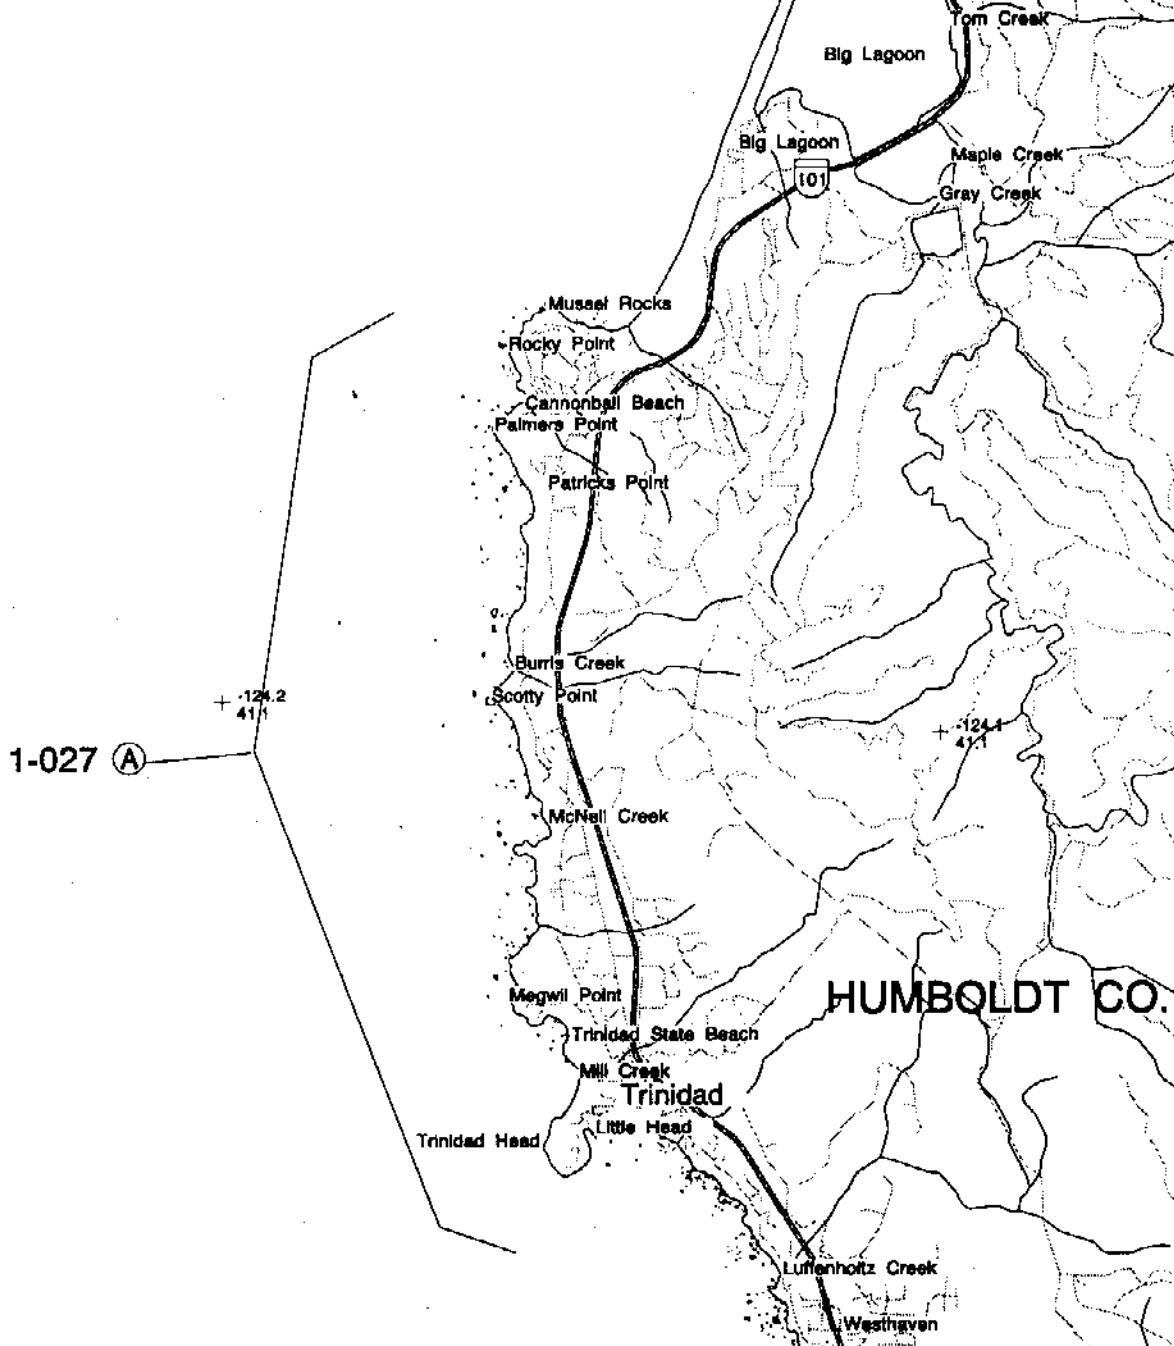 Tom Creek
Big Lagoon
Big Lagoon
Maple Creek
101
Gray Creek
Mussel Rocks
Rocky Point
Cannonball Beach
Palmers Point
Patricks Point
Burris Creek
Scotty Point
-124.2
41.1
-124.1
41.1
1-027 A
McNeil Creek
Megwil Point
HUMBOLDT CO.
Trinidad State Beach
Mill Creek
Trinidad
Little Head
Trinidad Head
Luffenholtz Creek
Westhaven